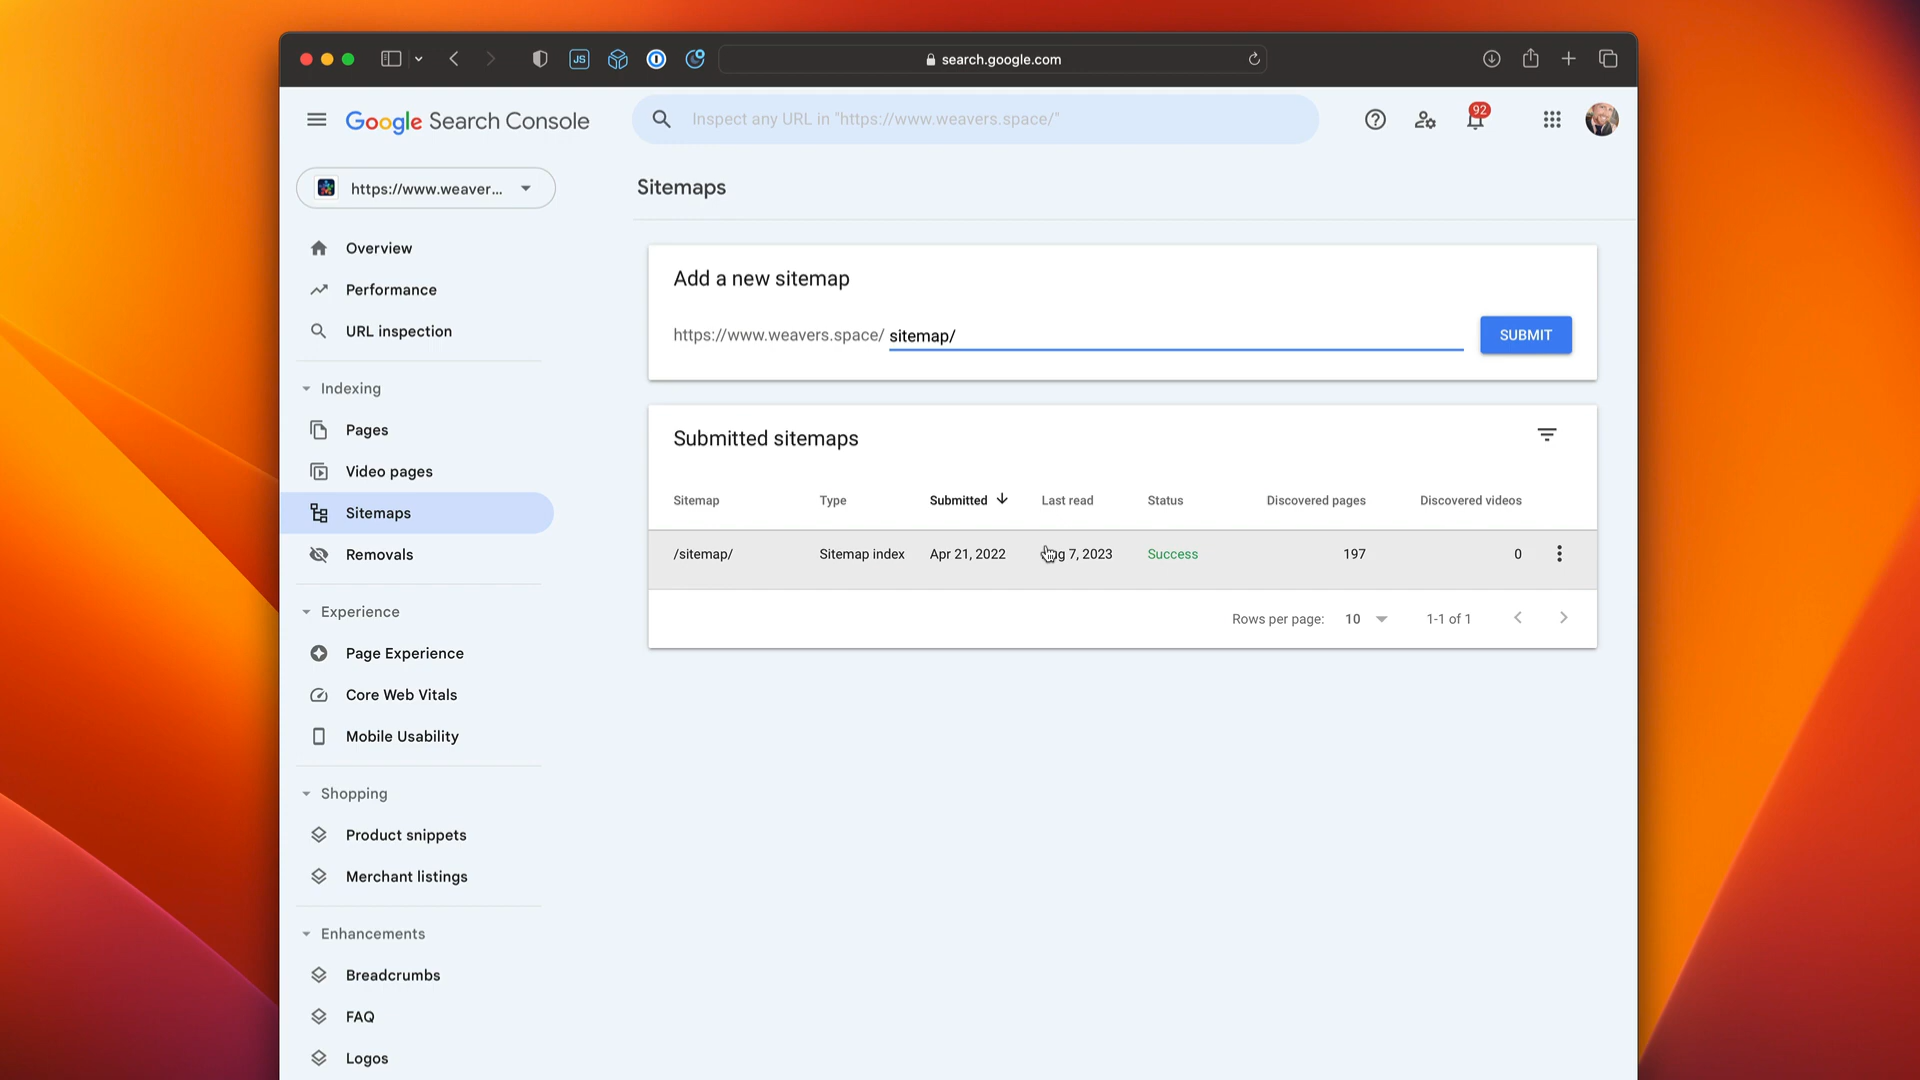 JS
search.google.com
Google Search Console
Inspect any URL in "https://www.weavers.space/"
92
https://www.weaver...
Sitemaps
Overview
Performance
URL inspection
Indexing
Pages
Video pages
Sitemaps
Removals
Experience
Page Experience
Core Web Vitals
Mobile Usability
Shopping
Product snippets
Merchant listings
Enhancements
Breadcrumbs
FAQ
Logos
Add a new sitemap
https://www.weavers.space/ sitemap/
SUBMIT
Submitted sitemaps
Sitemap Type Submitted Last read Status Discovered pages Discovered videos
/sitemap/ Sitemap index Apr 21, 2022 Aug 7, 2023 Success 197 0
Rows per page: 10 1-1 of 1